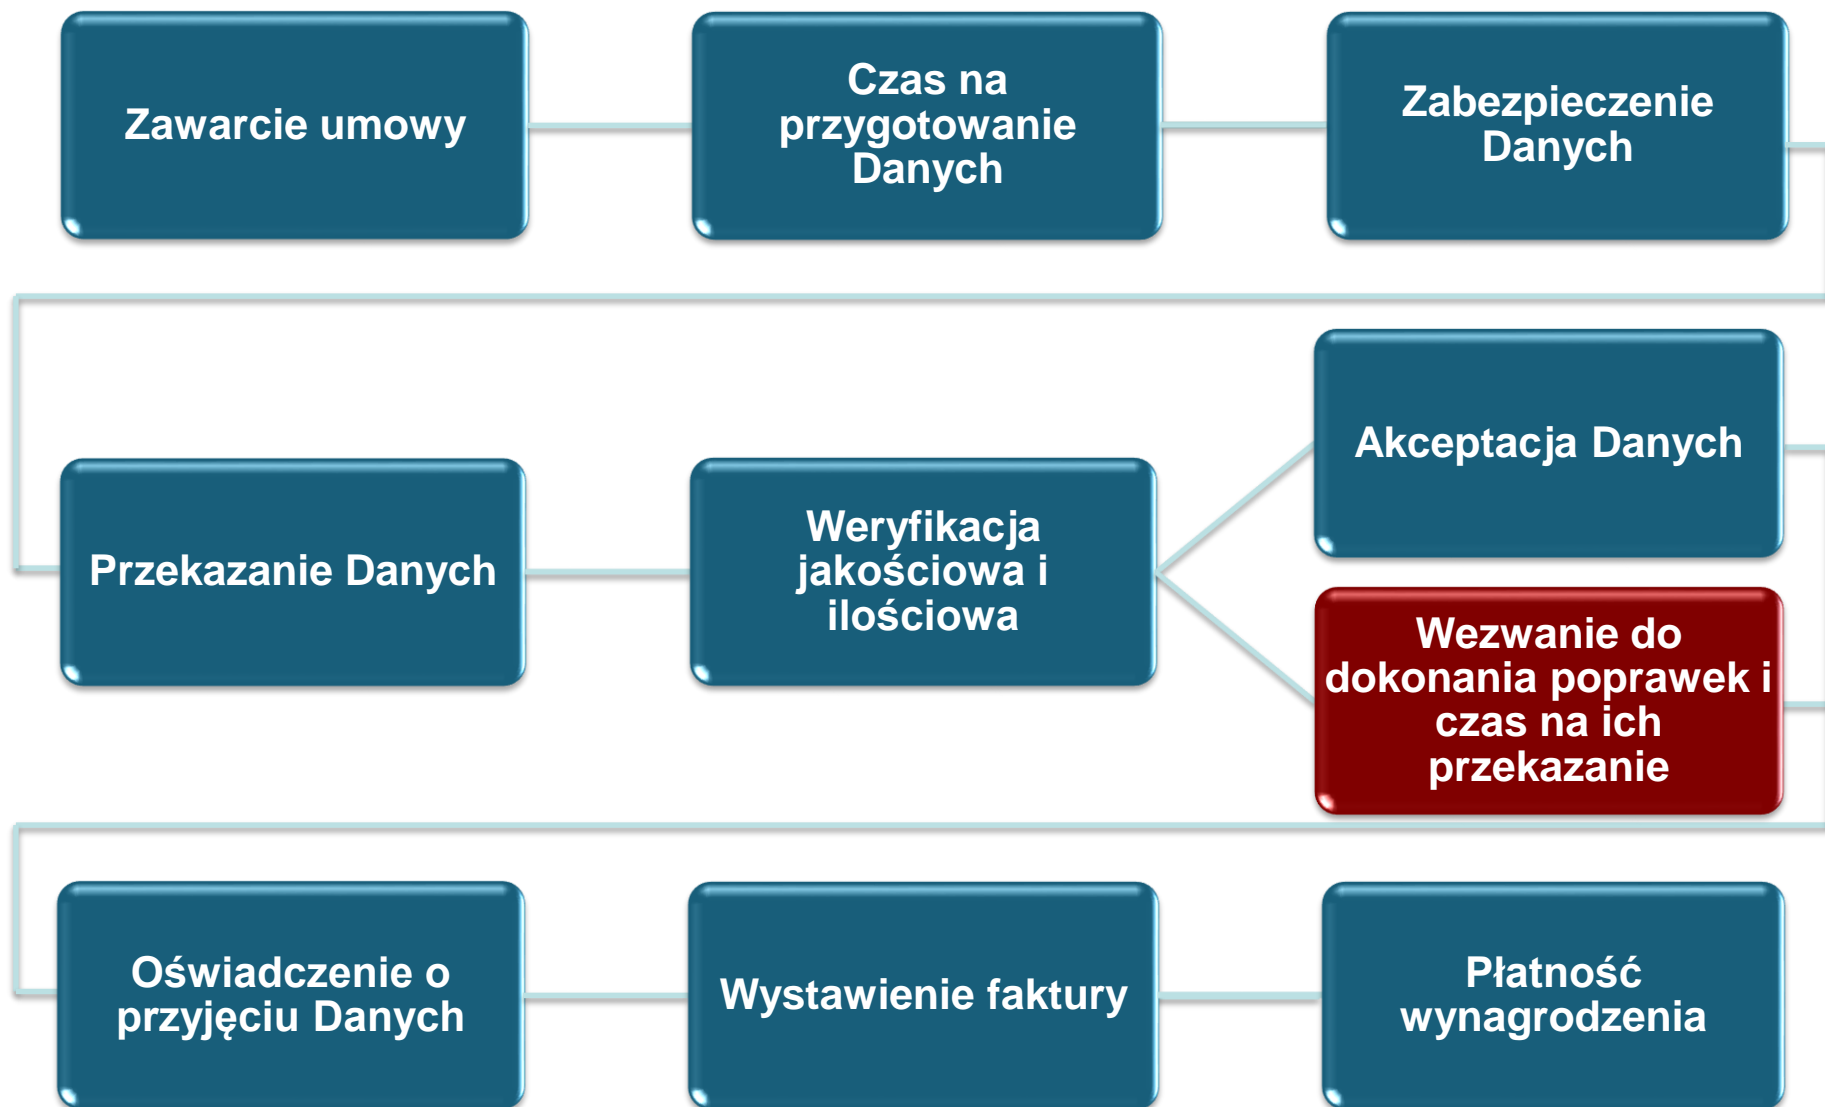 Zawarcie umowy
Czas na
przygotowanie
Danych
Zabezpieczenie
Danych
Przekazanie Danych
Weryfikacja
jakościowa i
ilościowa
Akceptacja Danych
Wezwanie do
dokonania poprawek i
czas na ich
przekazanie
Oświadczenie o
przyjęciu Danych
Wystawienie faktury
Płatność
wynagrodzenia